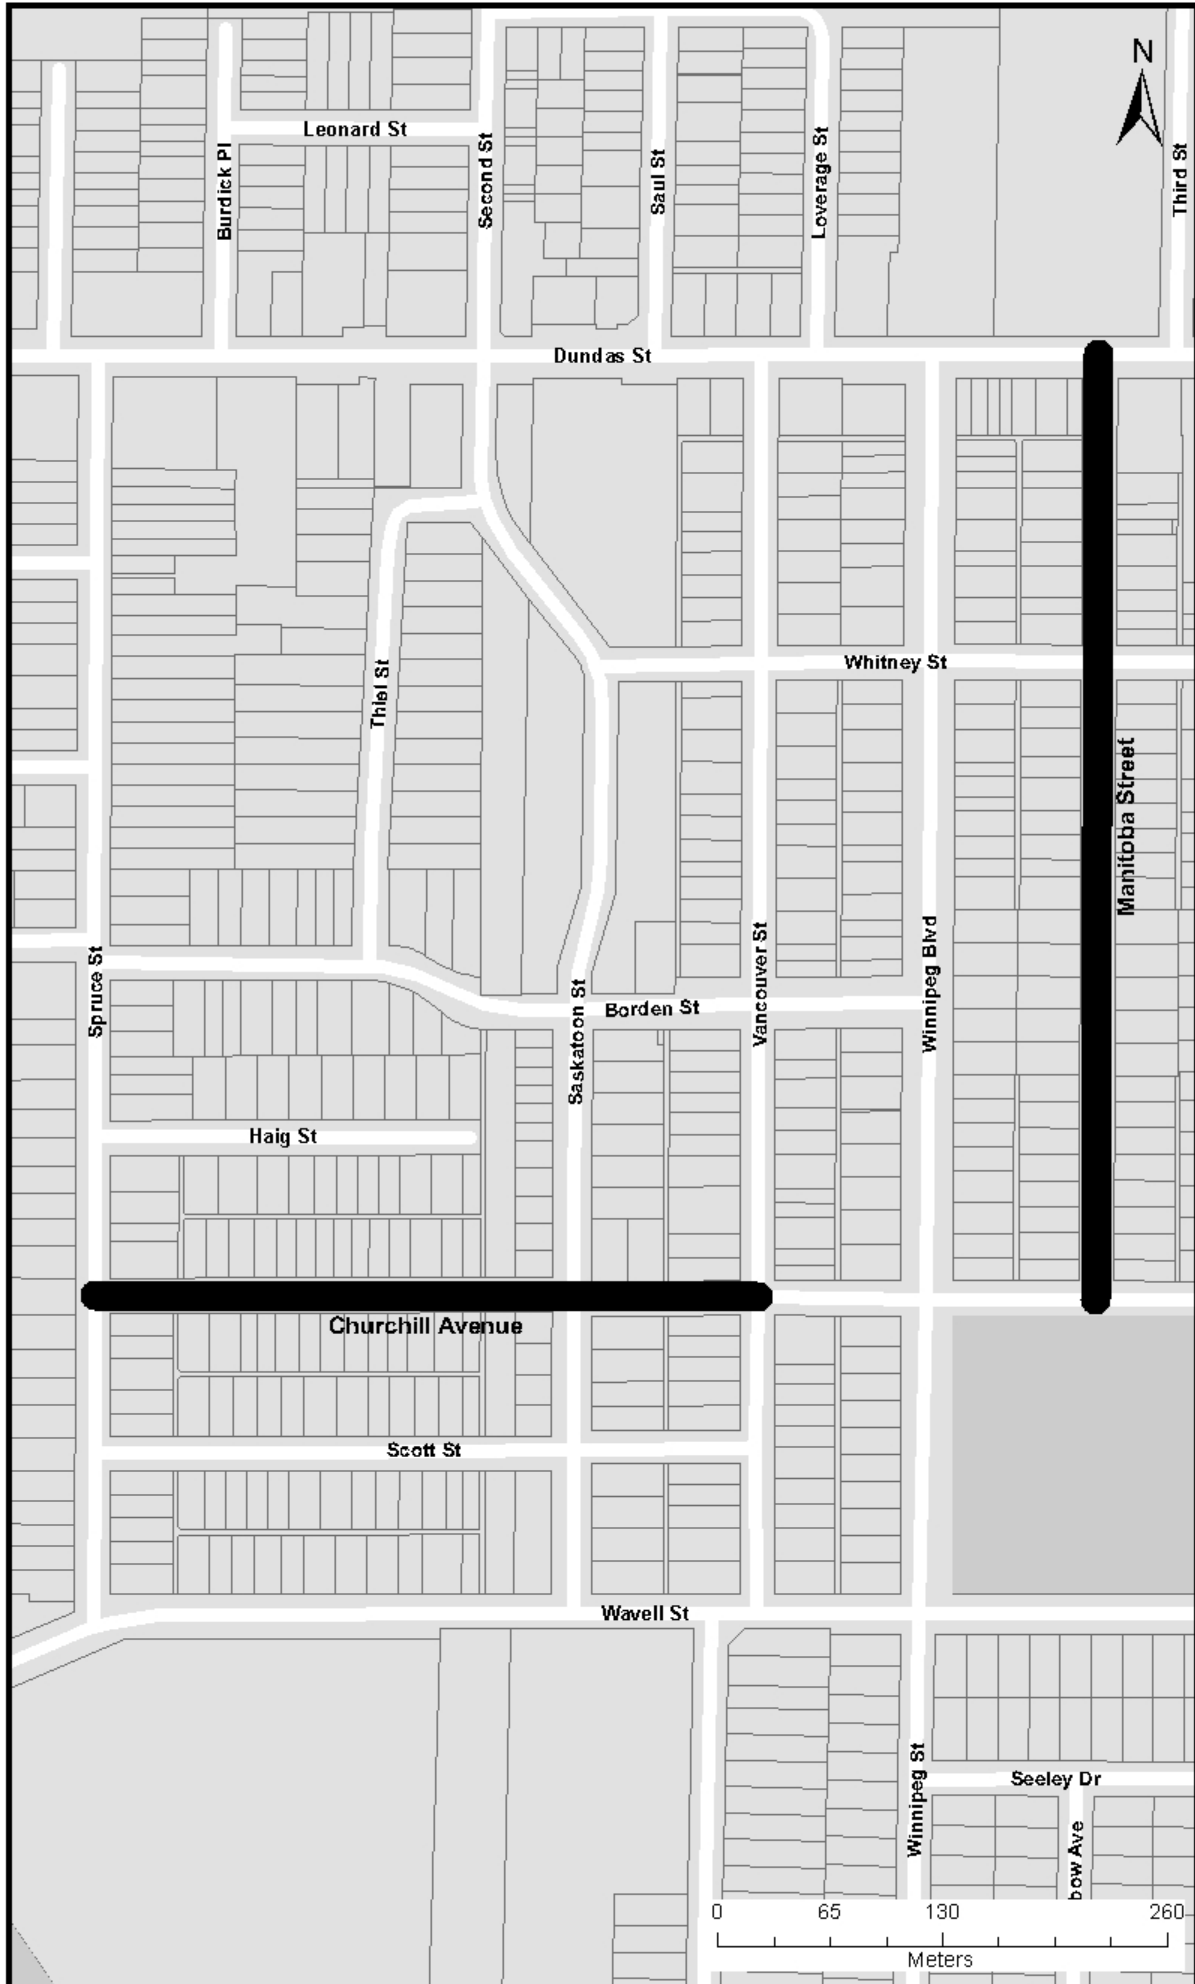 N
Leonard St
Burdick Pl
Second St
Saul St
Loverage St
Third St
Dundas St
Whitney St
Thiel St
Manitoba Street
Spruce St
Vancouver St
Winnipeg Blvd
Saskatoon St
Borden St
Haig St
Churchill Avenue
Scott St
Wavell St
Winnipeg St
Seeley Dr
bow Ave
0 65 130 260
Meters